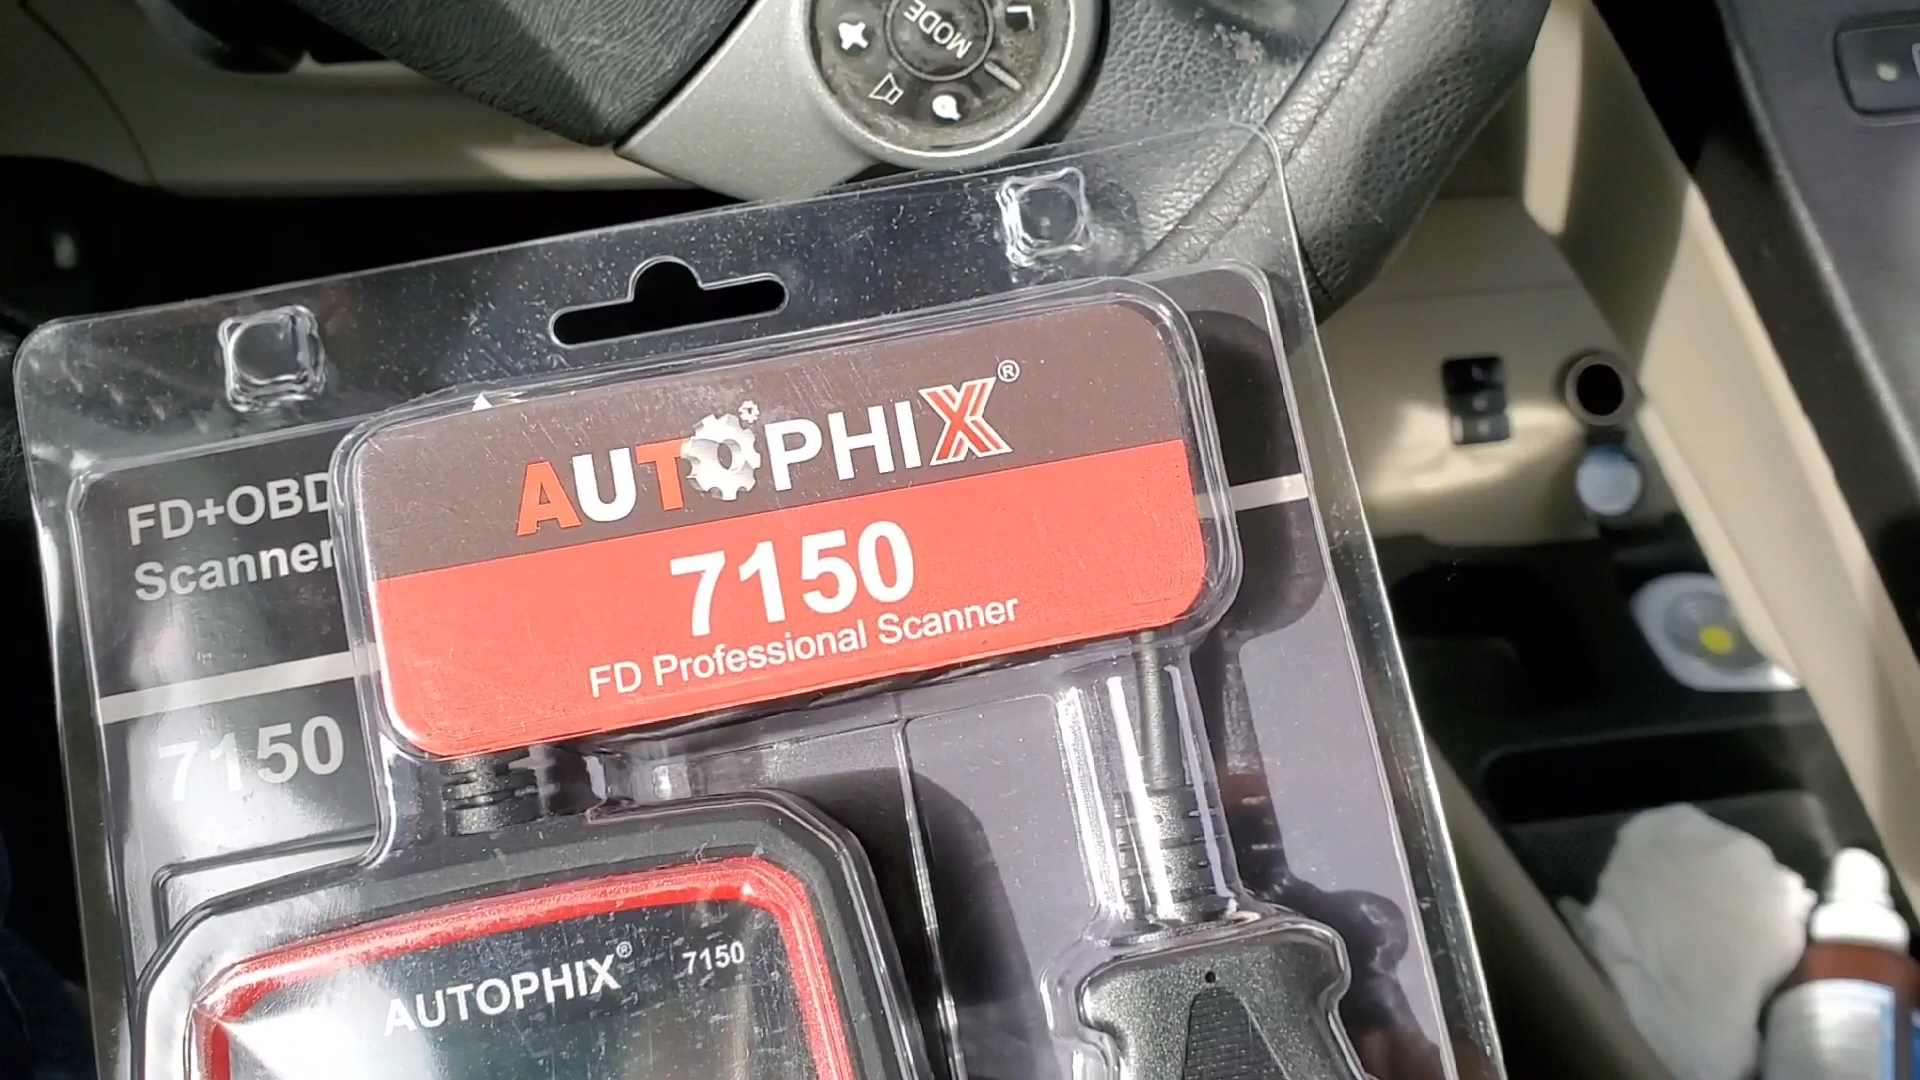 MODE
AUTOPHIX®
7150
FD Professional Scanner
FD+OBD
Scanner
7150
AUTOPHIX® 7150